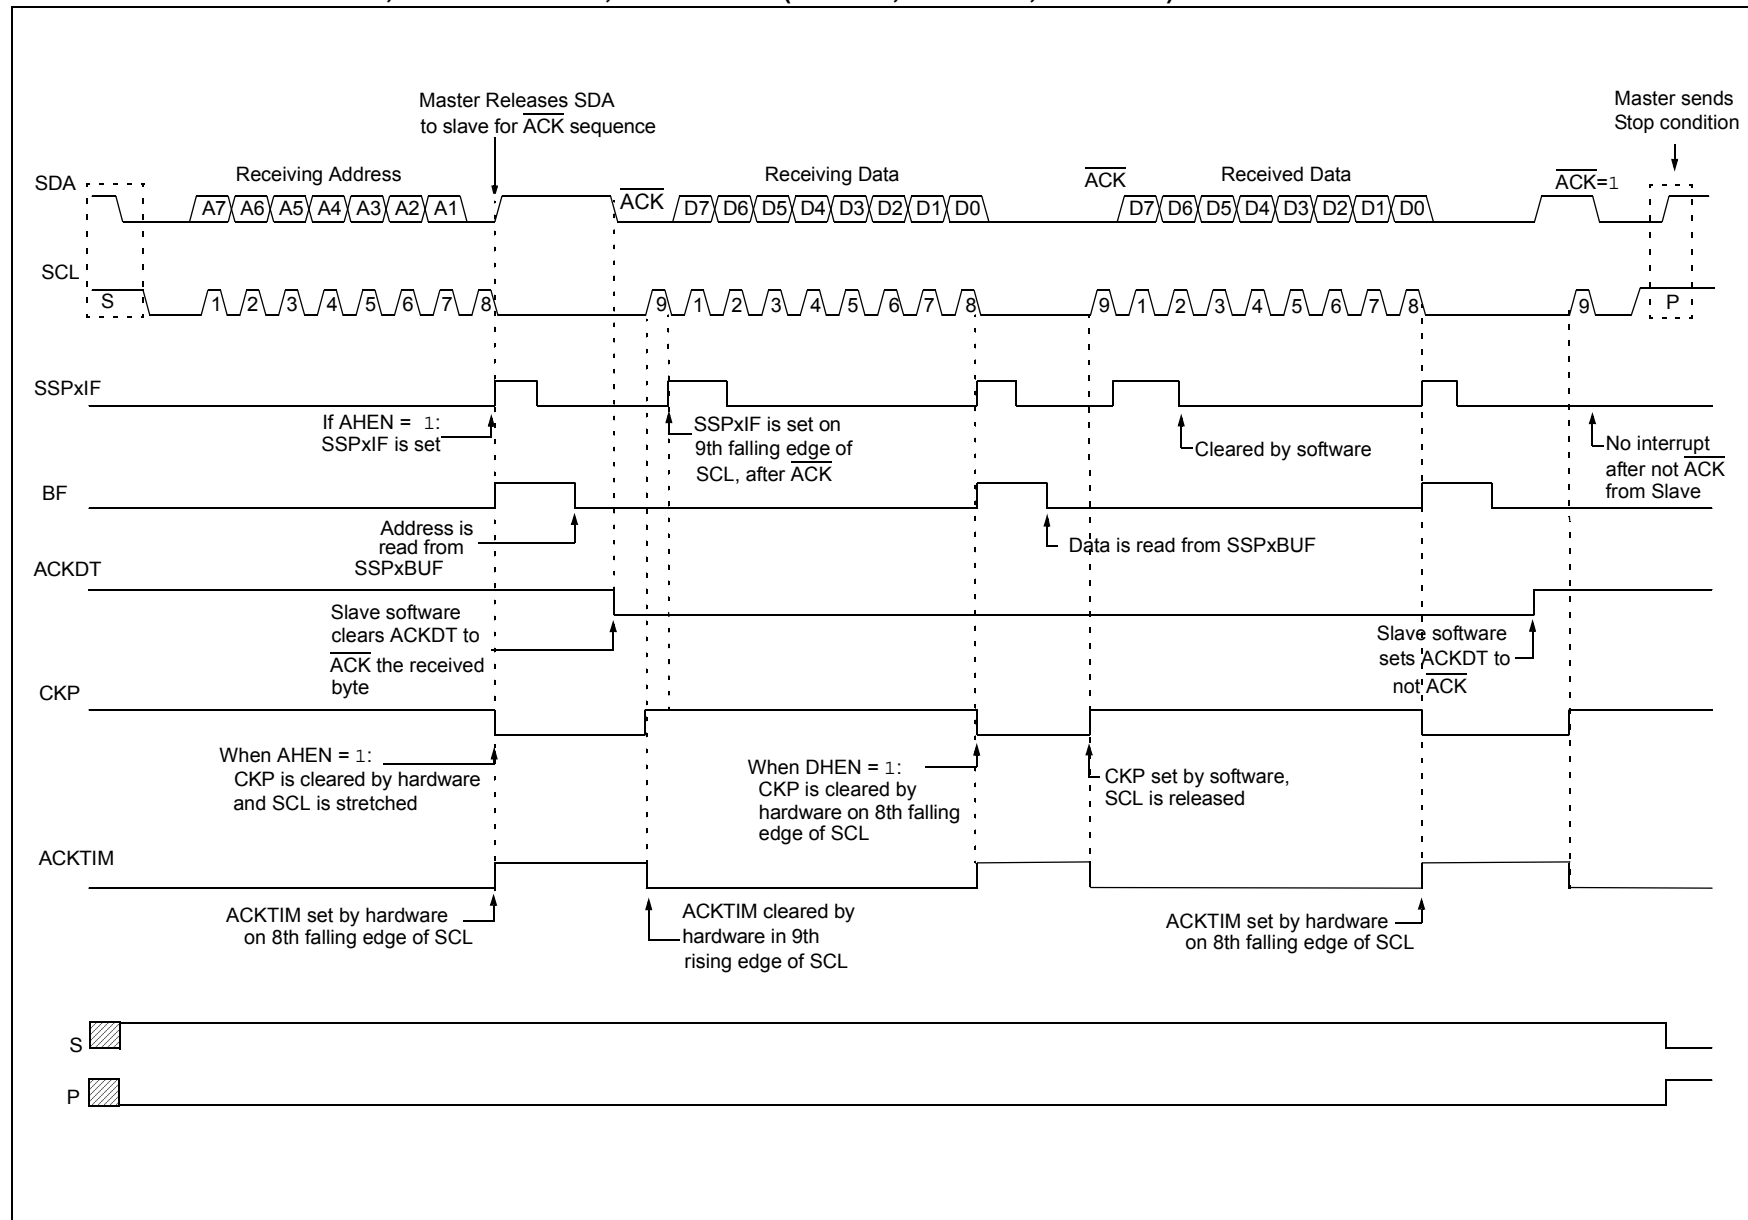 Master Releases SDA
to slave for ACK sequence
Master sends
Stop condition
SDA
Receiving Address
ACK
Receiving Data
ACK
Received Data
ACK=1
A7 A6 A5 A4 A3 A2 A1
D7 D6 D5 D4 D3 D2 D1 D0
D7 D6 D5 D4 D3 D2 D1 D0
SCL
S
1 2 3 4 5 6 7 8
9 1 2 3 4 5 6 7 8
9 1 2 3 4 5 6 7 8
9
P
SSPxIF
If AHEN = 1:
SSPxIF is set
SSPxIF is set on
9th falling edge of
SCL, after ACK
Cleared by software
No interrupt
after not ACK
from Slave
BF
Address is
read from
SSPxBUF
Data is read from SSPxBUF
ACKDT
Slave software
clears ACKDT to
ACK the received
byte
Slave software
sets ACKDT to
not ACK
CKP
When AHEN = 1:
CKP is cleared by hardware
and SCL is stretched
When DHEN = 1:
CKP is cleared by
hardware on 8th falling
edge of SCL
CKP set by software,
SCL is released
ACKTIM
ACKTIM set by hardware
on 8th falling edge of SCL
ACKTIM cleared by
hardware in 9th
rising edge of SCL
ACKTIM set by hardware
on 8th falling edge of SCL
S
P